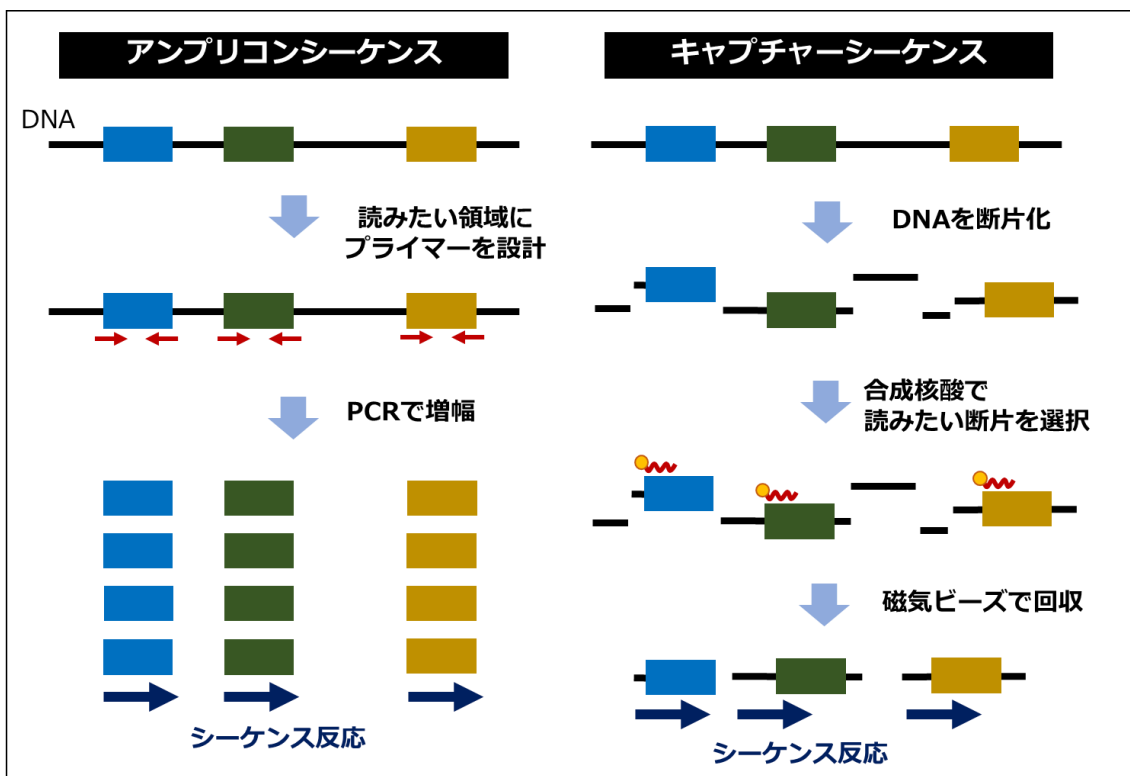 アンプリコンシーケンス
DNA
読みたい領域に
プライマーを設計
PCRで増幅
シーケンス反応
キャプチャーシーケンス
DNAを断片化
合成核酸で
読みたい断片を選択
磁気ビーズで回収
シーケンス反応